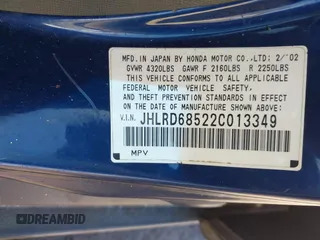 MFD. IN JAPAN BY HONDA MOTOR CO.,LTD: 2/'02
GVWR 4320LBS GAWR F 2160LBS R 2250LBS
THIS VEHICLE CONFORMS TO ALL APPLICABLE
FEDERAL MOTOR VEHICLE SAFETY AND
THEFT PREVENTION STANDARDS IN EFFECT ON
THE DATE OF MANUFACTURE SHOWN ABOVE.
V.I.N. JHLRD68522C013349
MPV
DREAMBID